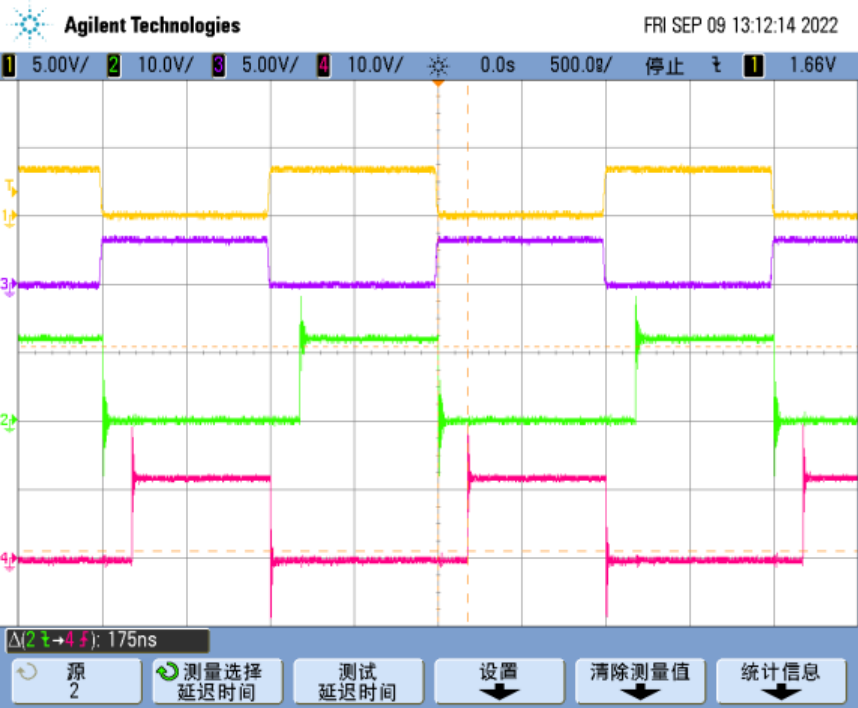 Agilent Technologies FRI SEP 09 13:12:14 2022
1 5.00V/ 2 10.0V/ 3 5.00V/ 4 10.0V/ 0.0s 500.0s/ 停止 1 1.66V
T
1
3
2
4
Δ(2→4): 175ns
源
2
测量选择
延迟时间
测试
延迟时间
设置
清除测量值
统计信息